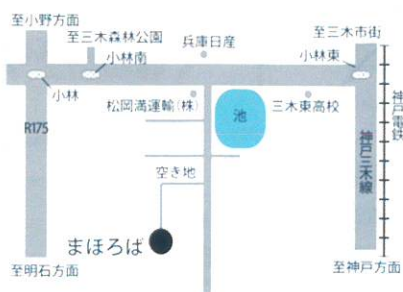 至小野方面
至三木森林公園
小林南
兵庫日産
至三木市街
小林東
小林
松岡満運輸(株)
三木東高校
R175
池
神戸三木線
神戸電鉄
空き地
まほろば
至明石方面
至神戸方面